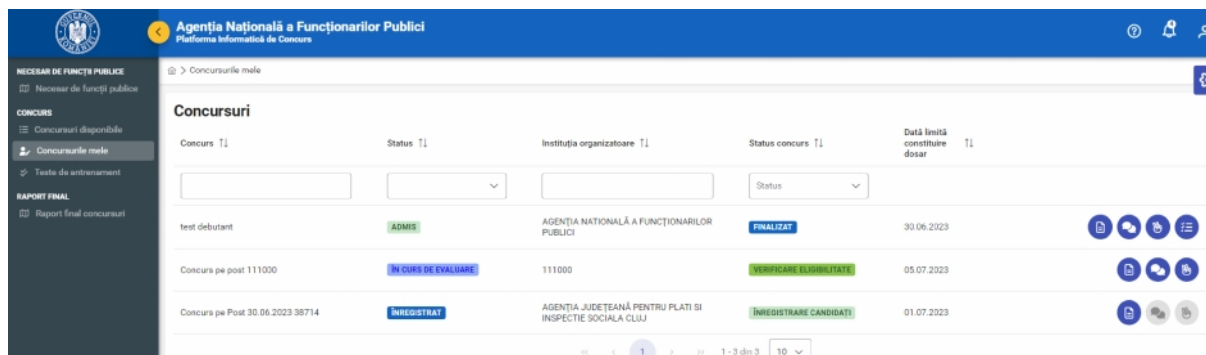 GUVERNUL ROMÂNIEI
Agenția Națională a Funcționarilor Publici
Platforma Informatică de Concurs
NECESAR DE FUNCȚII PUBLICE
Necesar de funcții publice
CONCURS
Concursuri disponibile
Concursurile mele
Teste de antrenament
RAPORT FINAL
Raport final concursuri
> Concursurile mele
Concursuri
Concurs
Status
Instituția organizatoare
Status concurs
Dată limită
constituire
dosar
Status
test debutant
ADMIS
AGENȚIA NATIONALĂ A FUNCȚIONARILOR
PUBLICI
FINALIZAT
30.06.2023
Concurs pe post 111000
ÎN CURS DE EVALUARE
111000
VERIFICARE ELIGIBILITATE
05.07.2023
Concurs pe Post 30.06.2023 38714
ÎNREGISTRAT
AGENȚIA JUDEȚEANĂ PENTRU PLATI SI
INSPECTIE SOCIALA CLUJ
ÎNREGISTRARE CANDIDAȚI
01.07.2023
« < 1 > » 1 - 3 din 3 10